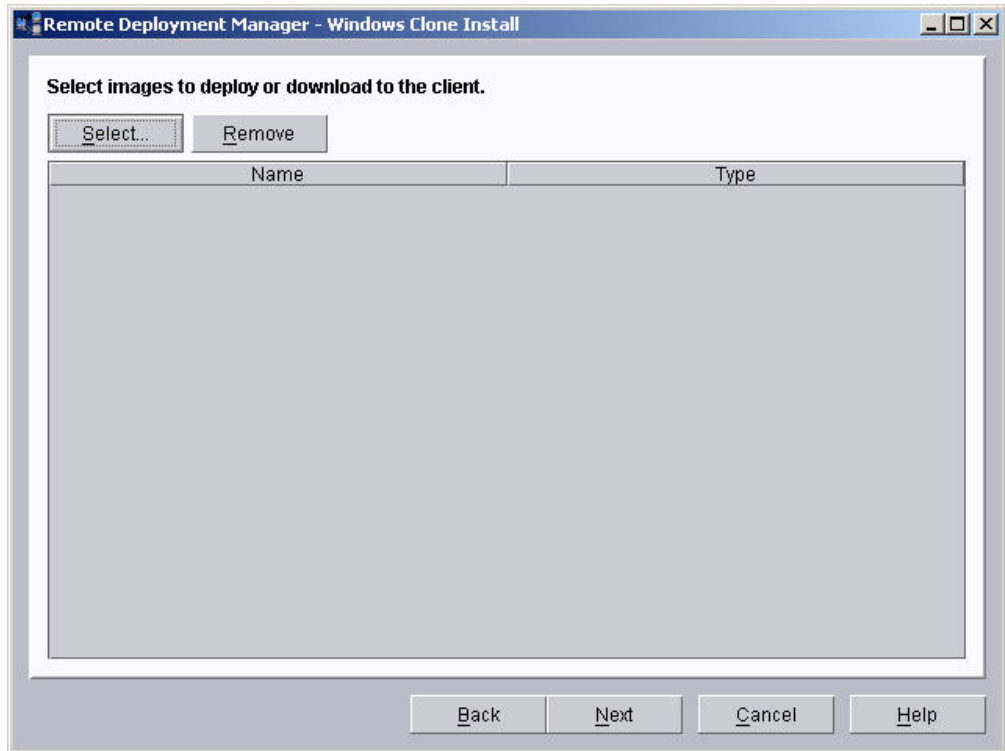 Remote Deployment Manager - Windows Clone Install
Select images to deploy or download to the client.
Select... Remove
Name Type
Back Next Cancel Help